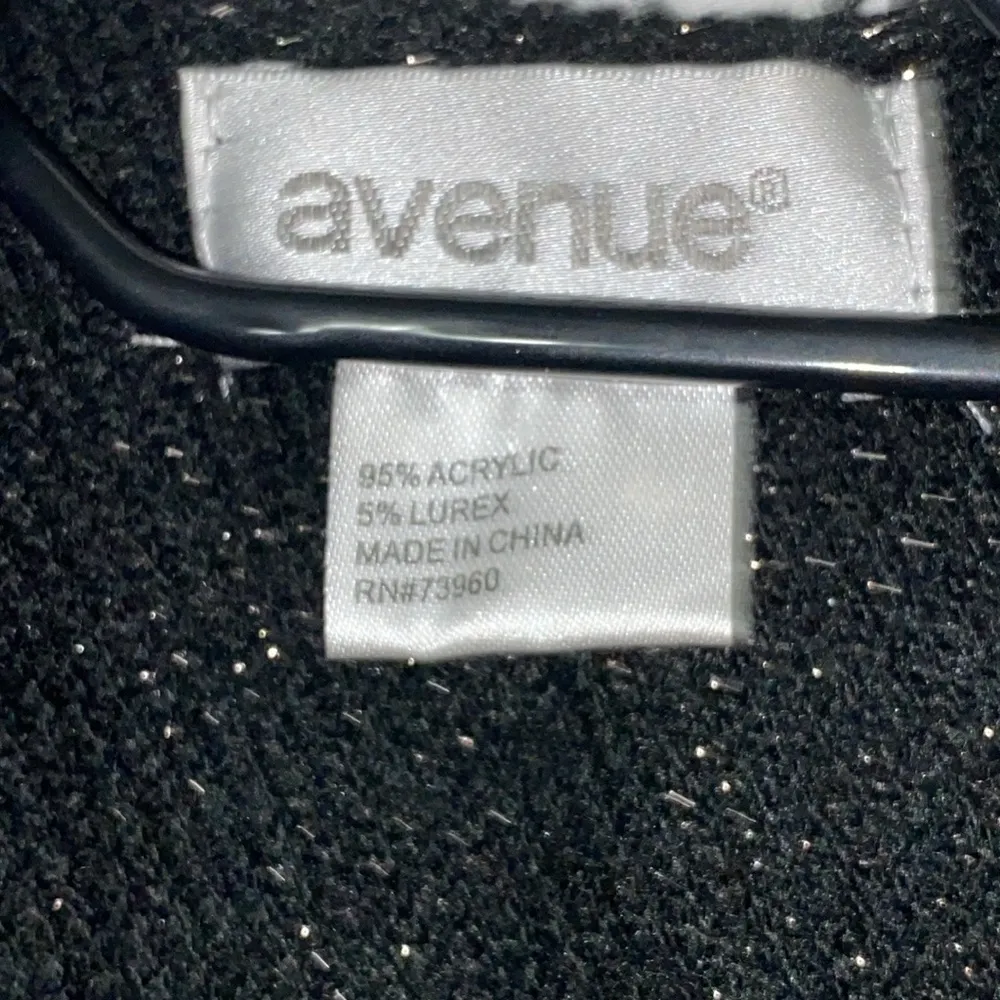 avenue®
95% ACRYLIC
5% LUREX
MADE IN CHINA
RN#73960